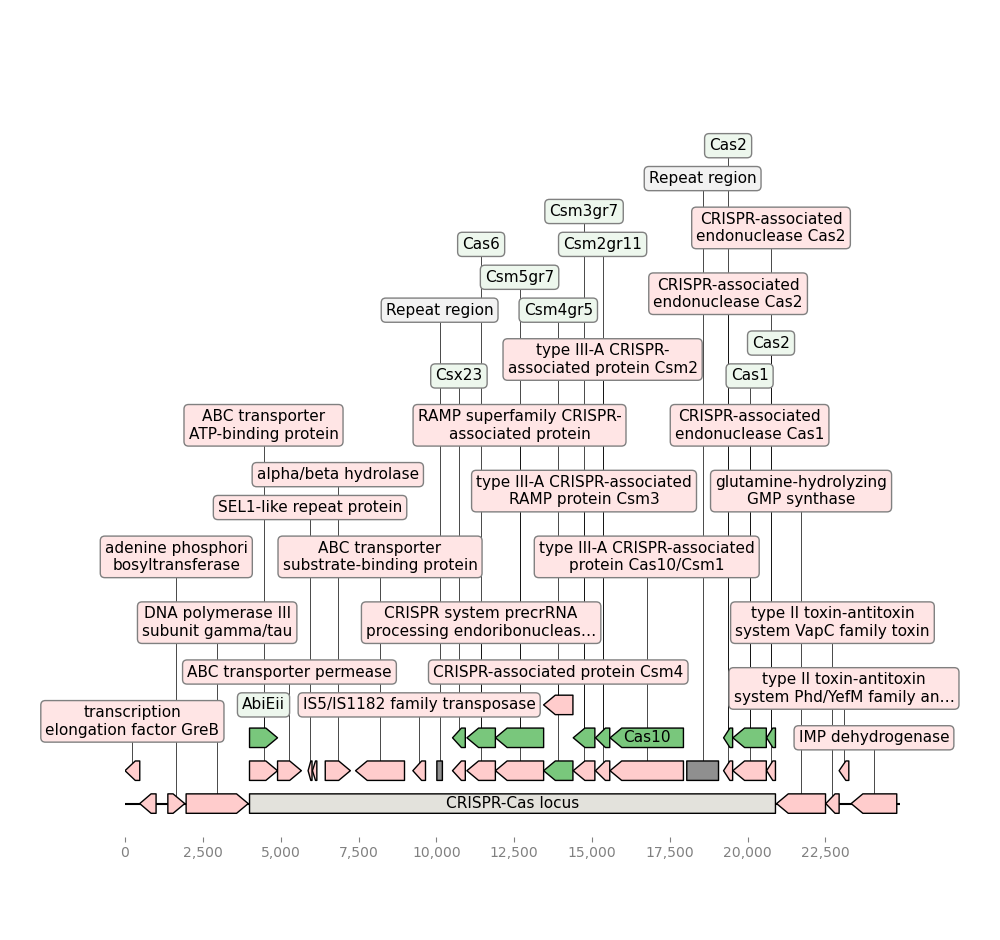 Cas2
Repeat region
Csm3gr7
CRISPR-associated
endonuclease Cas2
Cas6
Csm2gr11
Csm5gr7
CRISPR-associated
endonuclease Cas2
Repeat region
Csm4gr5
Cas2
type III-A CRISPR-
associated protein Csm2
Csx23
Cas1
ABC transporter
ATP-binding protein
RAMP superfamily CRISPR-
associated protein
CRISPR-associated
endonuclease Cas1
alpha/beta hydrolase
type III-A CRISPR-associated
RAMP protein Csm3
glutamine-hydrolyzing
GMP synthase
SEL1-like repeat protein
adenine phosphori
bosyltransferase
ABC transporter
substrate-binding protein
type III-A CRISPR-associated
protein Cas10/Csm1
DNA polymerase III
subunit gamma/tau
CRISPR system precrRNA
processing endoribonucleas...
type II toxin-antitoxin
system VapC family toxin
ABC transporter permease
CRISPR-associated protein Csm4
type II toxin-antitoxin
system Phd/YefM family an...
transcription
elongation factor GreB
AbiEii
IS5/IS1182 family transposase
Cas10
IMP dehydrogenase
CRISPR-Cas locus
0
2,500
5,000
7,500
10,000
12,500
15,000
17,500
20,000
22,500